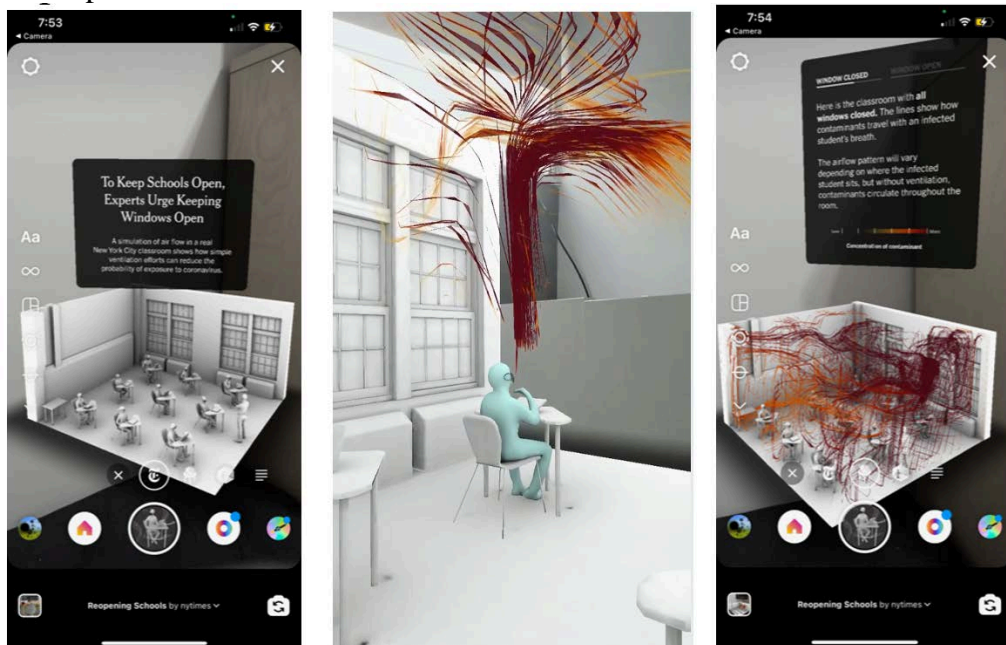 7:53
◂ Camera
To Keep Schools Open,
Experts Urge Keeping
Windows Open
A simulation of air flow in a real
New York City classroom shows how simple
ventilation efforts can reduce the
probability of exposure to coronavirus.
Aa
Reopening Schools by nytimes
7:54
◂ Camera
WINDOW CLOSED WINDOW OPEN
Here is the classroom with all
windows closed. The lines show how
contaminants travel with an infected
student's breath.
The airflow pattern will vary
depending on where the infected
student sits, but without ventilation,
contaminants circulate throughout the
room.
Concentration of contaminant
Aa
Reopening Schools by nytimes